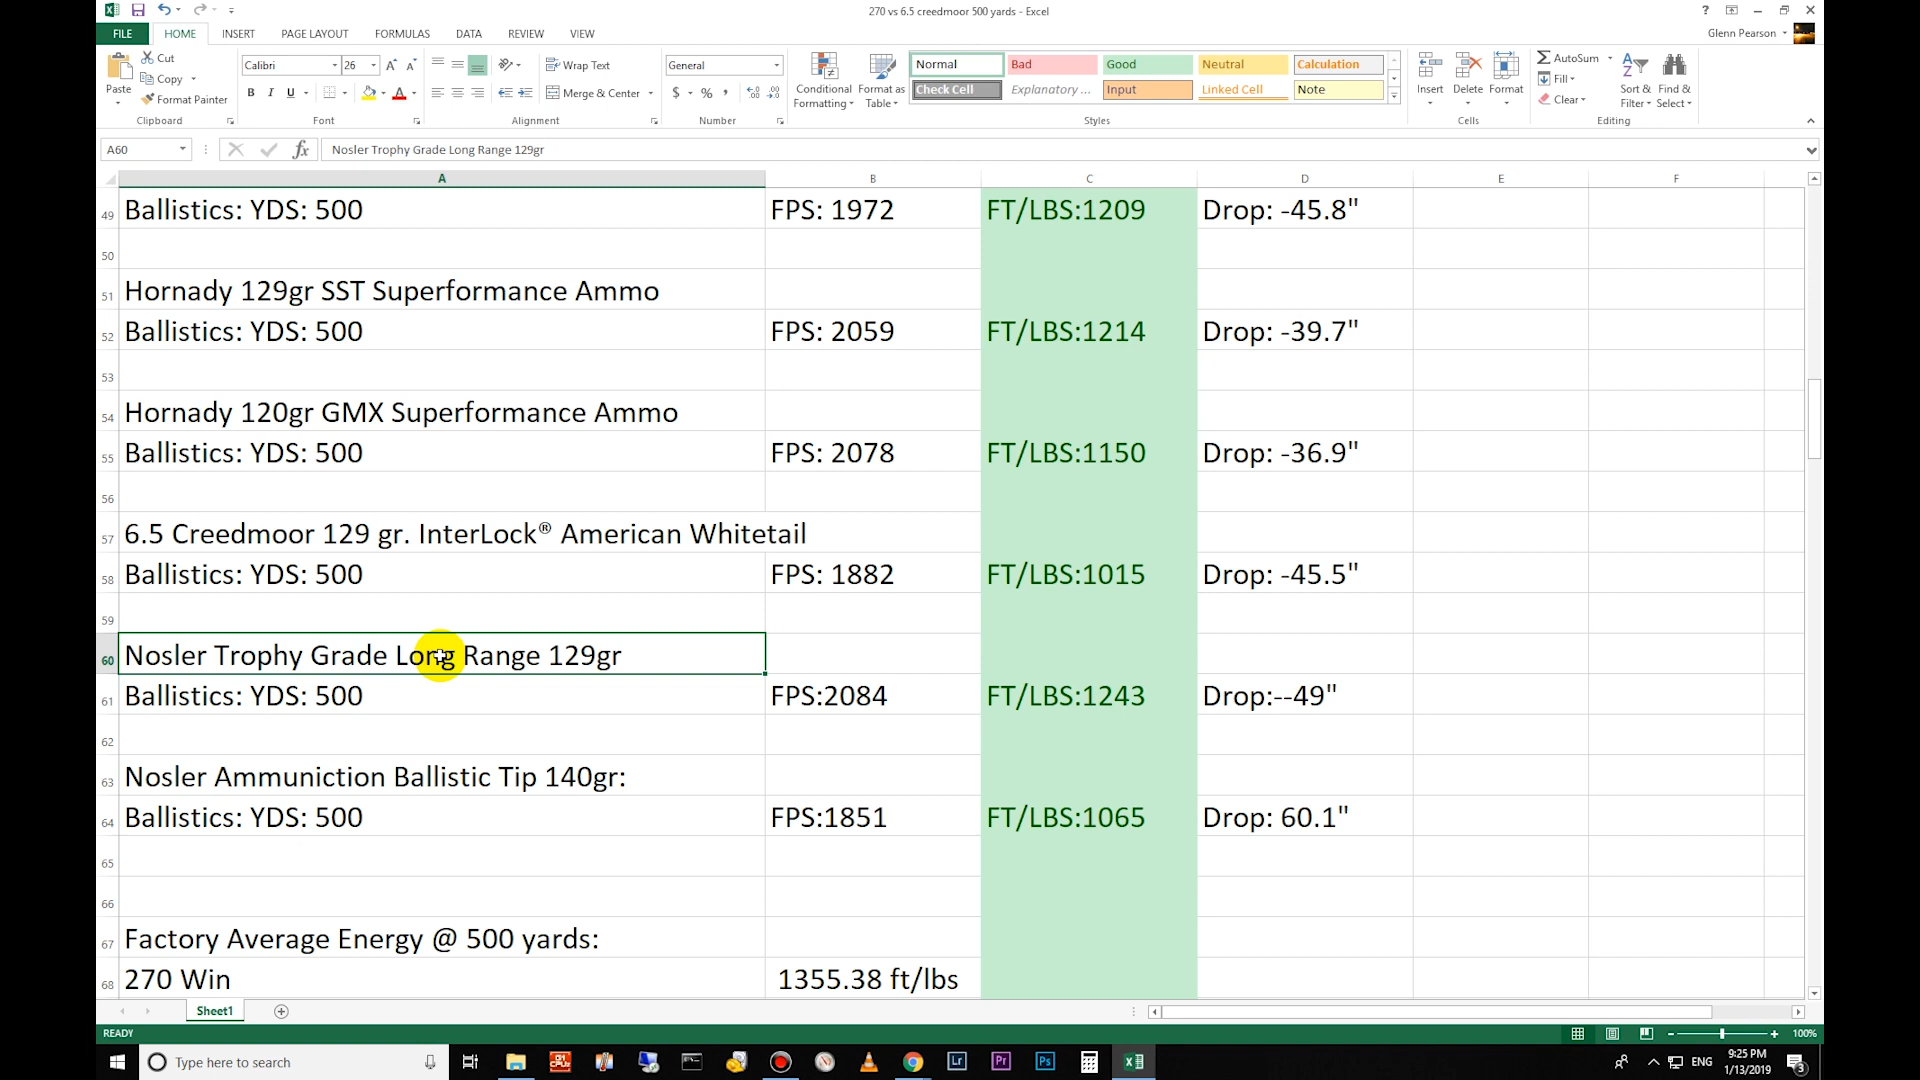 270 vs 6.5 creedmoor 500 yards - Excel
?
FILE HOME INSERT PAGE LAYOUT FORMULAS DATA REVIEW VIEW
Glenn Pearson
Paste
Cut
Copy
Format Painter
Clipboard
Calibri 26
B I U
Font
Wrap Text
Merge & Center
Alignment
General
$ % ,
Number
Conditional Formatting
Format as Table
Normal Bad Good Neutral Calculation
Check Cell Explanatory ... Input Linked Cell Note
Styles
Insert Delete Format
Cells
AutoSum
Fill
Clear
Sort & Filter
Find & Select
Editing
A60
fx
Nosler Trophy Grade Long Range 129gr
A B C D E F
49 Ballistics: YDS: 500 FPS: 1972 FT/LBS:1209 Drop: -45.8"
50
51 Hornady 129gr SST Superformance Ammo
52 Ballistics: YDS: 500 FPS: 2059 FT/LBS:1214 Drop: -39.7"
53
54 Hornady 120gr GMX Superformance Ammo
55 Ballistics: YDS: 500 FPS: 2078 FT/LBS:1150 Drop: -36.9"
56
57 6.5 Creedmoor 129 gr. InterLock® American Whitetail
58 Ballistics: YDS: 500 FPS: 1882 FT/LBS:1015 Drop: -45.5"
59
60 Nosler Trophy Grade Long Range 129gr
61 Ballistics: YDS: 500 FPS:2084 FT/LBS:1243 Drop:--49"
62
63 Nosler Ammuniction Ballistic Tip 140gr:
64 Ballistics: YDS: 500 FPS:1851 FT/LBS:1065 Drop: 60.1"
65
66
67 Factory Average Energy @ 500 yards:
68 270 Win 1355.38 ft/lbs
Sheet1
READY
100%
Type here to search
Lr Pr Ps
ENG
9:25 PM
1/13/2019
3